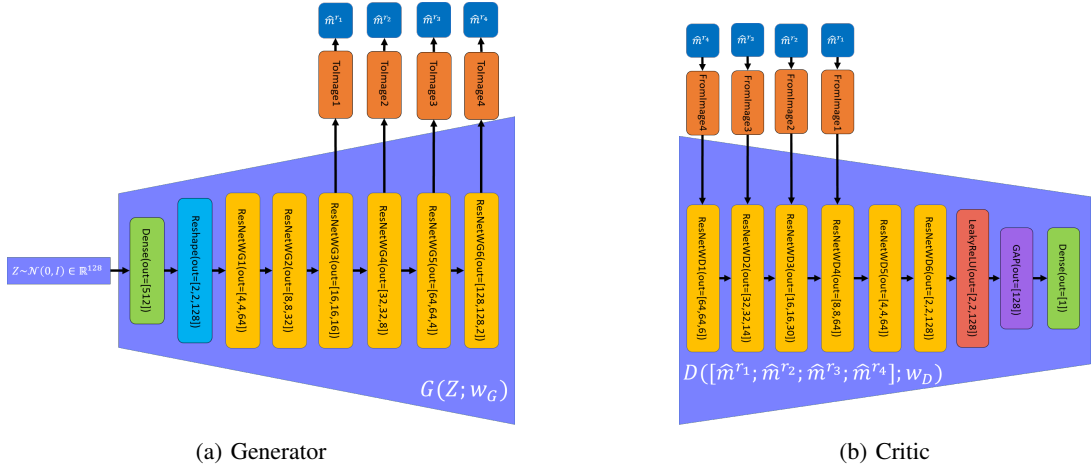 m̂^{r_1} m̂^{r_2} m̂^{r_3} m̂^{r_4}
ToImage1
ToImage2
ToImage3
ToImage4
Z~𝒩(0, I) ∈ ℝ^{128}
Dense(out=[512])
Reshape(out=[2,2,128])
ResNetWG1(out=[4,4,64])
ResNetWG2(out=[8,8,32])
ResNetWG3(out=[16,16,16])
ResNetWG4(out=[32,32,8])
ResNetWG5(out=[64,64,4])
ResNetWG6(out=[128,128,2])
G(Z; w_G)
(a) Generator
m̂^{r_4} m̂^{r_3} m̂^{r_2} m̂^{r_1}
FromImage4
FromImage3
FromImage2
FromImage1
ResNetWD1(out=[64,64,6])
ResNetWD2(out=[32,32,14])
ResNetWD3(out=[16,16,30])
ResNetWD4(out=[8,8,64])
ResNetWD5(out=[4,4,64])
ResNetWD6(out=[2,2,128])
LeakyReLU(out=[2,2,128])
GAP(out=[128])
Dense(out=[1])
D([m̂^{r_1}; m̂^{r_2}; m̂^{r_3}; m̂^{r_4}]; w_D)
(b) Critic